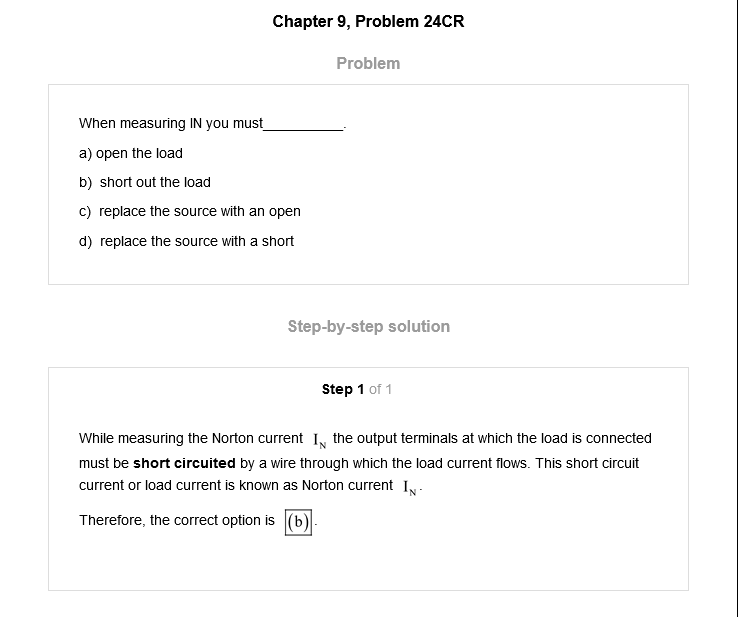 Chapter 9, Problem 24CR
Problem
When measuring IN you must___________.
a) open the load
b) short out the load
c) replace the source with an open
d) replace the source with a short
Step-by-step solution
Step 1 of 1
While measuring the Norton current I_N the output terminals at which the load is connected
must be short circuited by a wire through which the load current flows. This short circuit
current or load current is known as Norton current I_N.
Therefore, the correct option is (b).